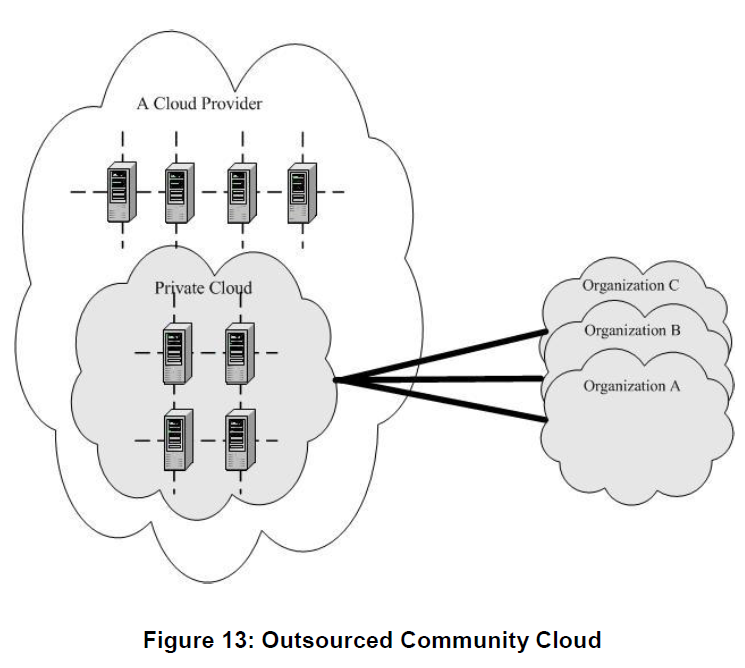 A Cloud Provider
Private Cloud
Organization C
Organization B
Organization A
Figure 13: Outsourced Community Cloud